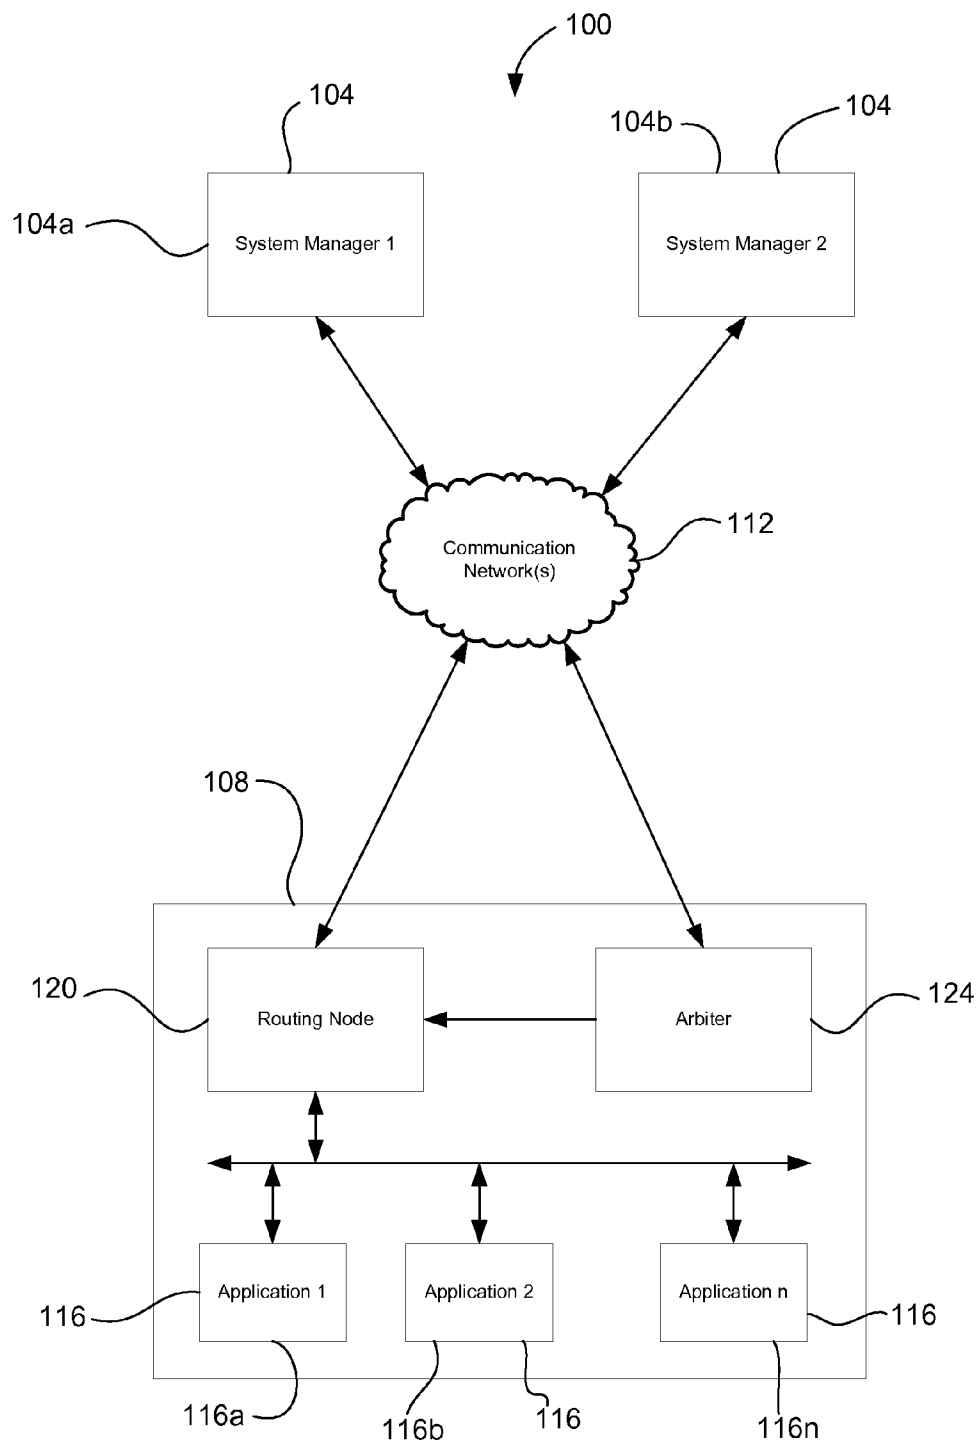 100
104
104b
104
104a
System Manager 1
System Manager 2
112
Communication
Network(s)
108
120
Routing Node
Arbiter
124
Application 1
Application 2
Application n
116
116
116a
116b
116
116n